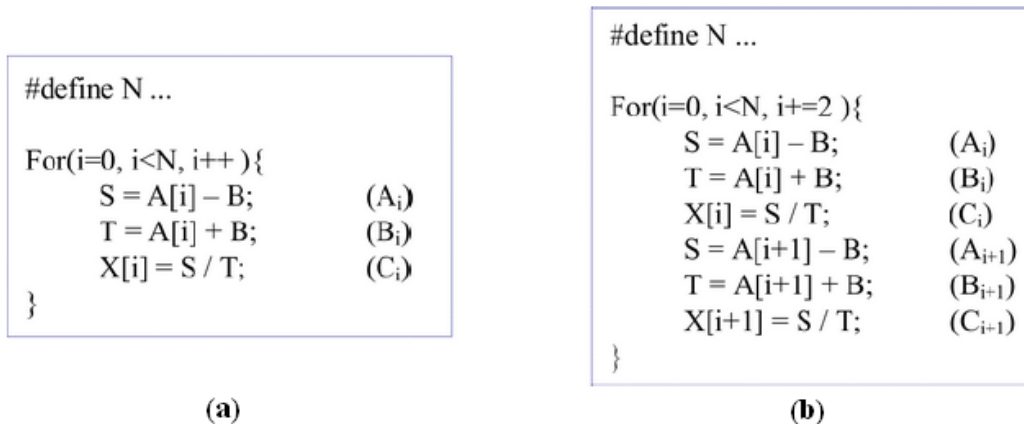 #define N ...
For(i=0, i<N, i++ ){
S = A[i] – B; (Aᵢ)
T = A[i] + B; (Bᵢ)
X[i] = S / T; (Cᵢ)
}
(a)
#define N ...
For(i=0, i<N, i+=2 ){
S = A[i] – B; (Aᵢ)
T = A[i] + B; (Bᵢ)
X[i] = S / T; (Cᵢ)
S = A[i+1] – B; (Aᵢ₊₁)
T = A[i+1] + B; (Bᵢ₊₁)
X[i+1] = S / T; (Cᵢ₊₁)
}
(b)